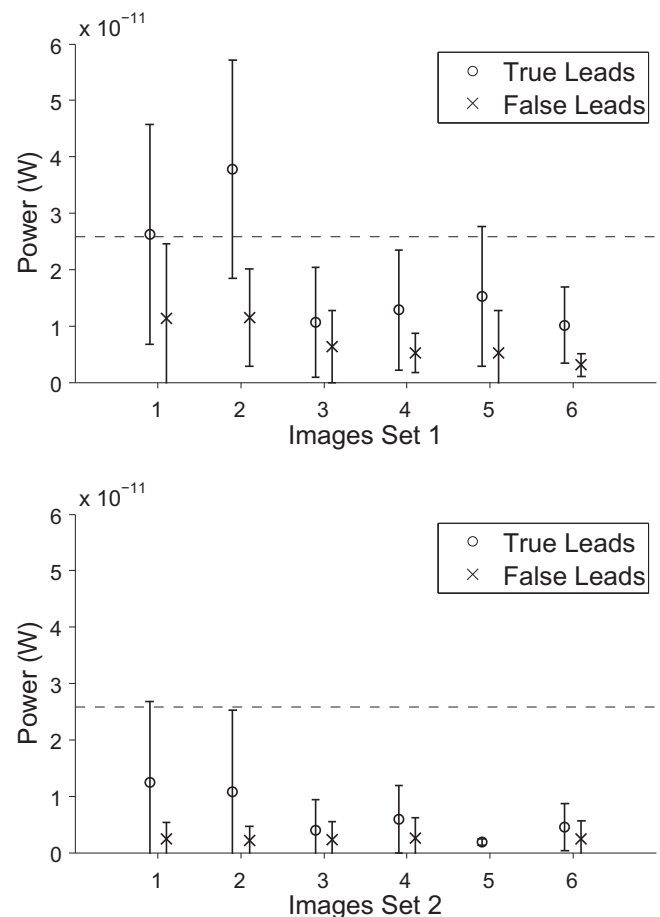 x 10⁻¹¹
6
5
4
3
2
1
0
Power (W)
True Leads
False Leads
1 2 3 4 5 6
Images Set 1
x 10⁻¹¹
6
5
4
3
2
1
0
Power (W)
True Leads
False Leads
1 2 3 4 5 6
Images Set 2